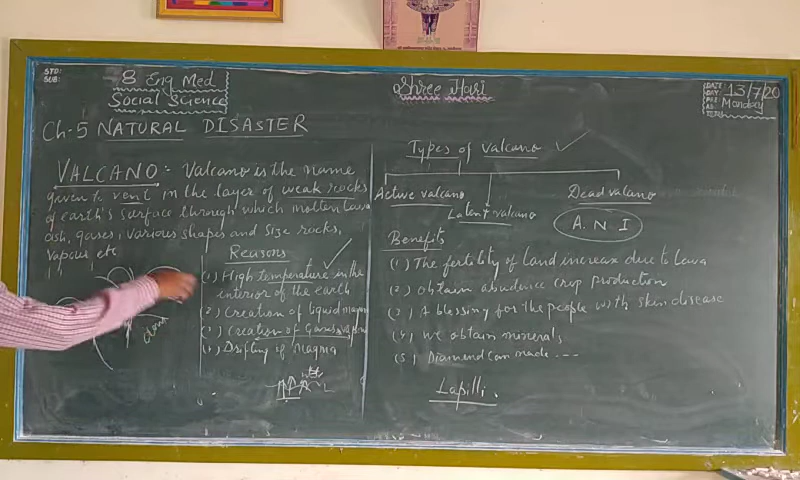 STD:
SUB:
8 Eng Med
Social Science
Shree Hari
DATE: 13/7/20
DAY: Monday
Ch-5 NATURAL DISASTER
VALCANO :- Valcano is the name
given to vent in the layer of weak rocks
of earth's surface through which molten Lava
ash, gases, various shapes and size rocks,
vapour etc
Reasons
(1) High temperature in the
interior of the earth
(2) Creation of liquid magma
(3) Creation of Gases
(4) Drifting of magma
down
Types of valcano
Active valcano
Latent valcano
Dead valcano
A. N. I
Benefits
(1) The fertility of land increax due to Lava
(2) obtain abundence crop production
(3) A blessing for the people with skin disease
(4) we obtain minerals
(5) Diamond can made ---
Lapilli.